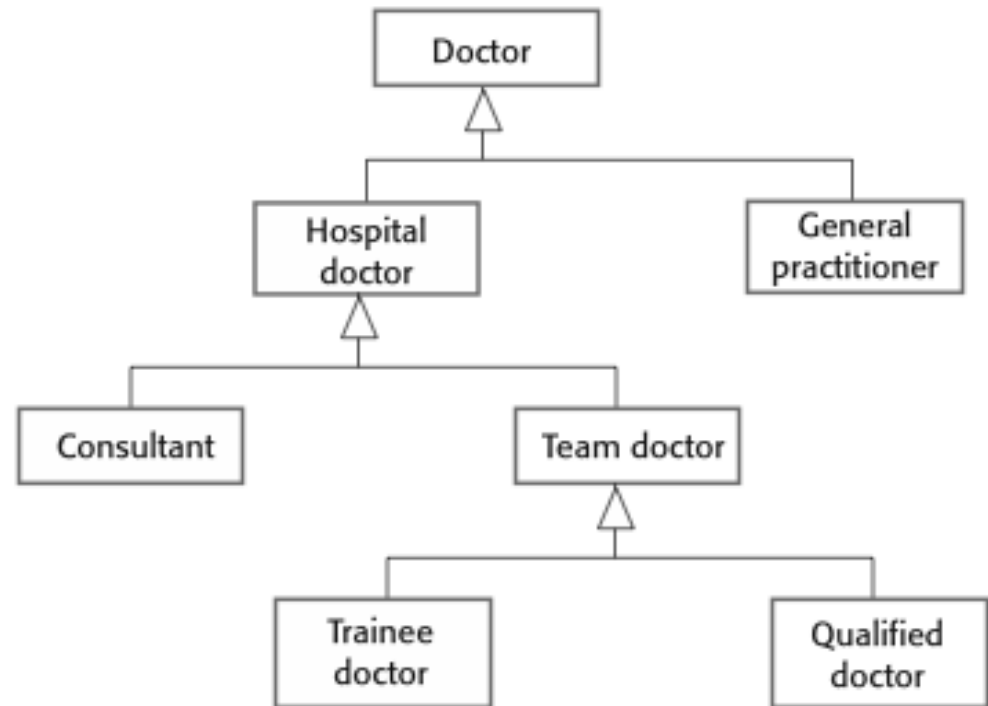 Doctor
Hospital
doctor
General
practitioner
Consultant
Team doctor
Trainee
doctor
Qualified
doctor